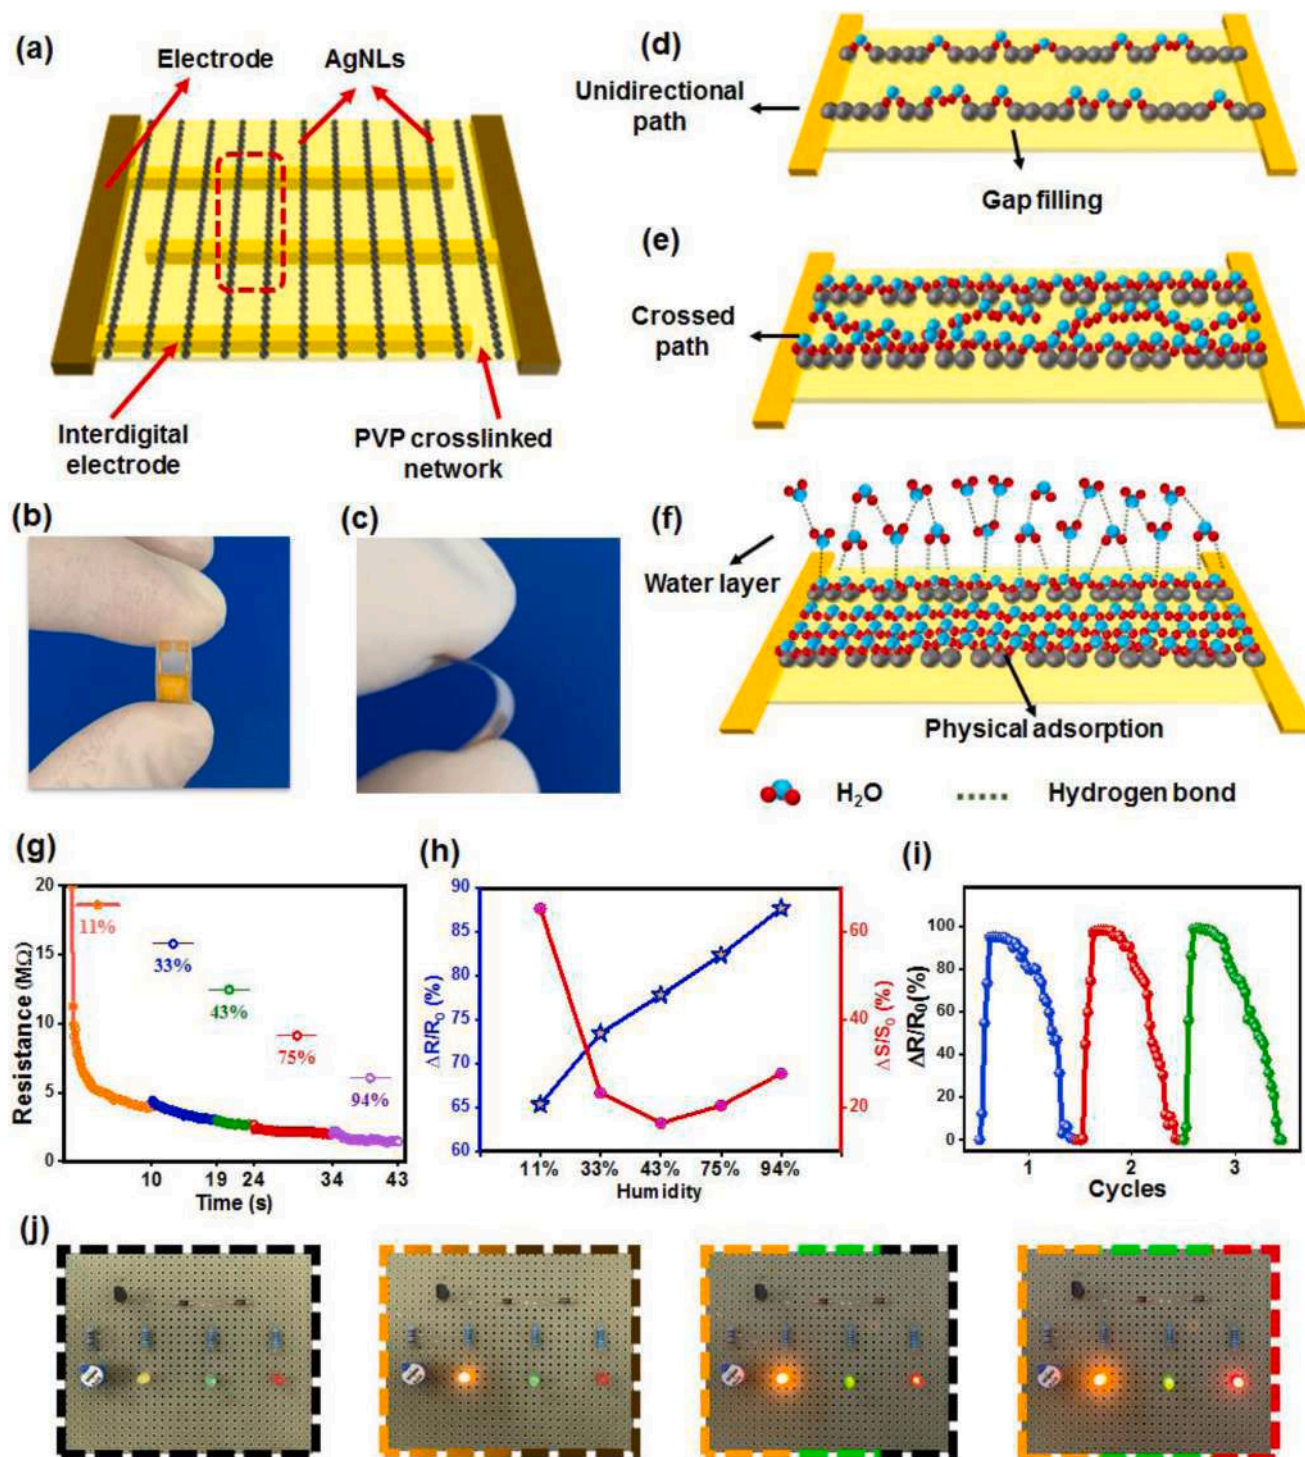 (a)
Electrode
AgNLs
Interdigital
electrode
PVP crosslinked
network
(b)
(c)
(d)
Unidirectional
path
Gap filling
(e)
Crossed
path
(f)
Water layer
Physical adsorption
H₂O
Hydrogen bond
(g)
Resistance (MΩ)
20
15
10
5
0
11%
33%
43%
75%
94%
10
19
24
34
43
Time (s)
(h)
ΔR/R₀ (%)
90
85
80
75
70
65
60
ΔS/S₀ (%)
60
40
20
11%
33%
43%
75%
94%
Humidity
(i)
ΔR/R₀(%)
100
80
60
40
20
0
1
2
3
Cycles
(j)